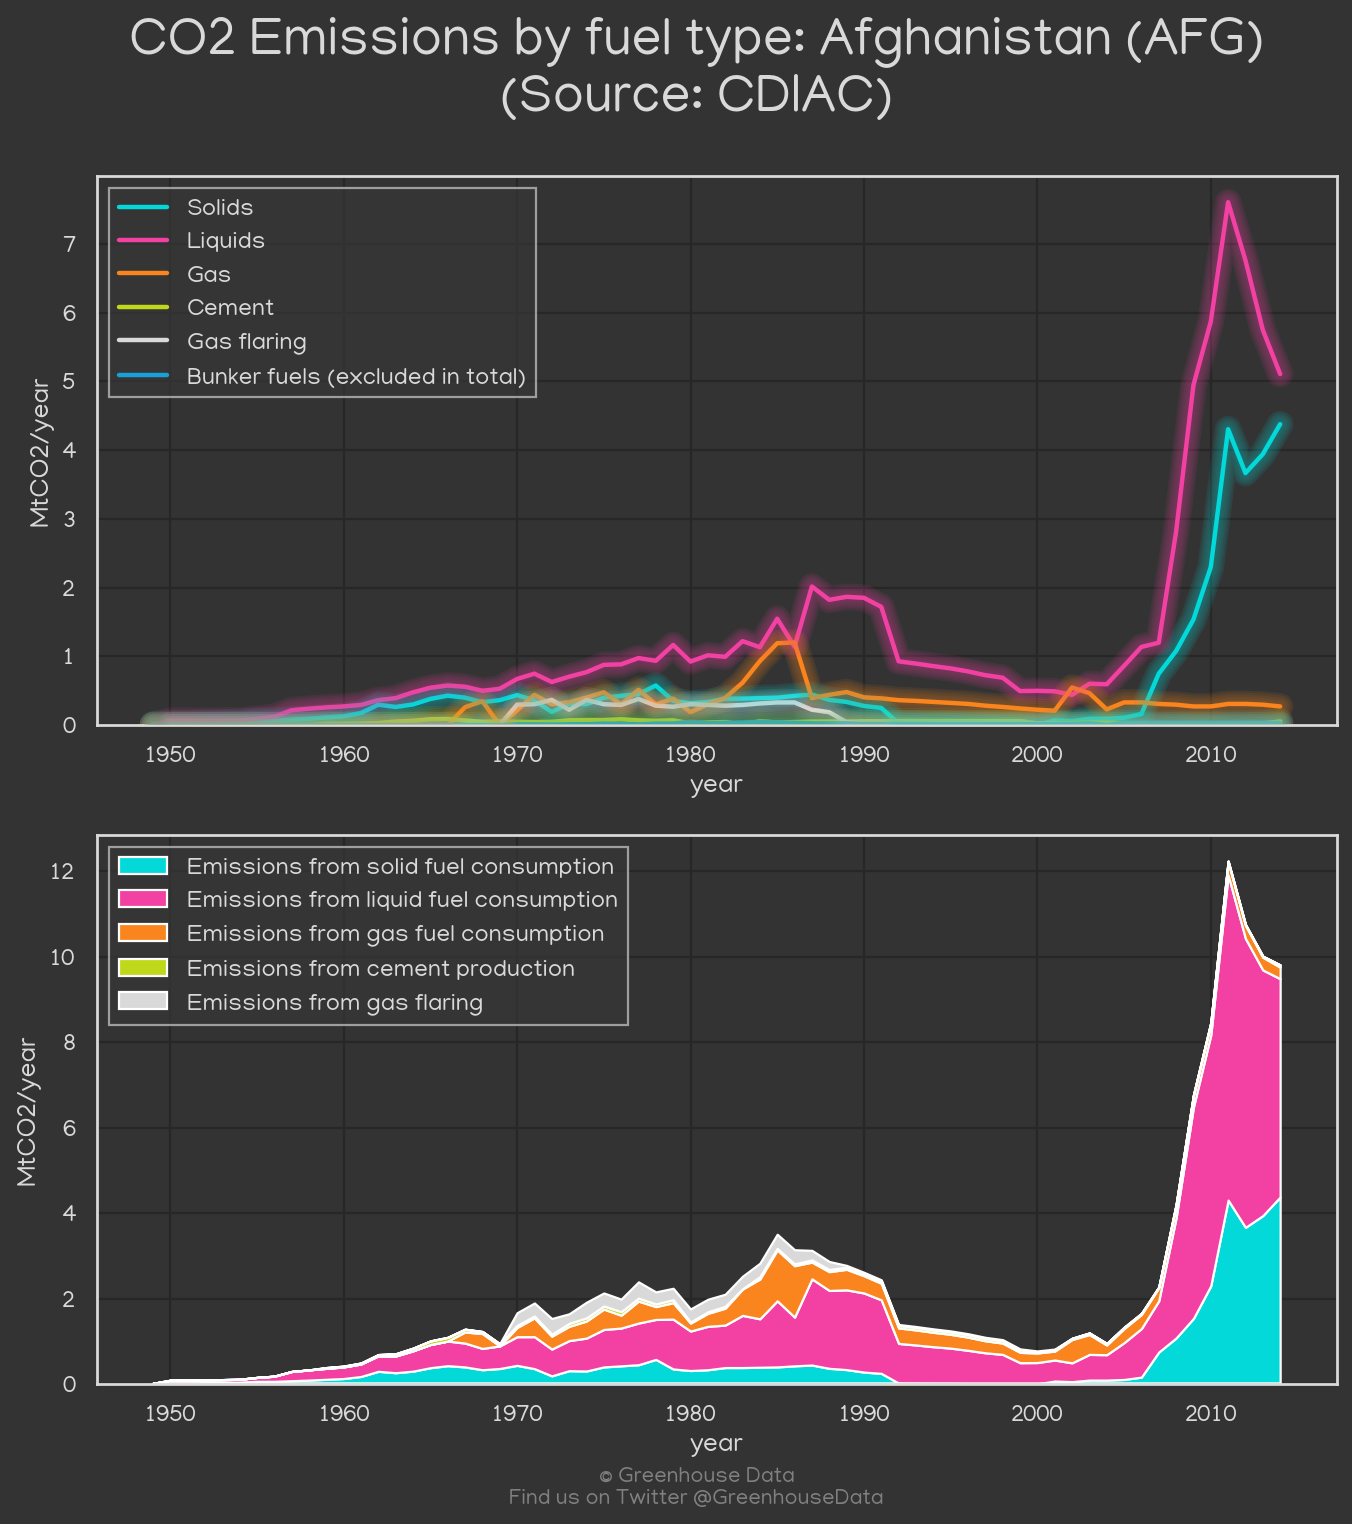 CO2 Emissions by fuel type: Afghanistan (AFG)
(Source: CDIAC)
Solids
Liquids
Gas
Cement
Gas flaring
Bunker fuels (excluded in total)
MtCO2/year
7
6
5
4
3
2
1
0
1950 1960 1970 1980 1990 2000 2010
year
Emissions from solid fuel consumption
Emissions from liquid fuel consumption
Emissions from gas fuel consumption
Emissions from cement production
Emissions from gas flaring
MtCO2/year
12
10
8
6
4
2
0
1950 1960 1970 1980 1990 2000 2010
year
© Greenhouse Data
Find us on Twitter @GreenhouseData